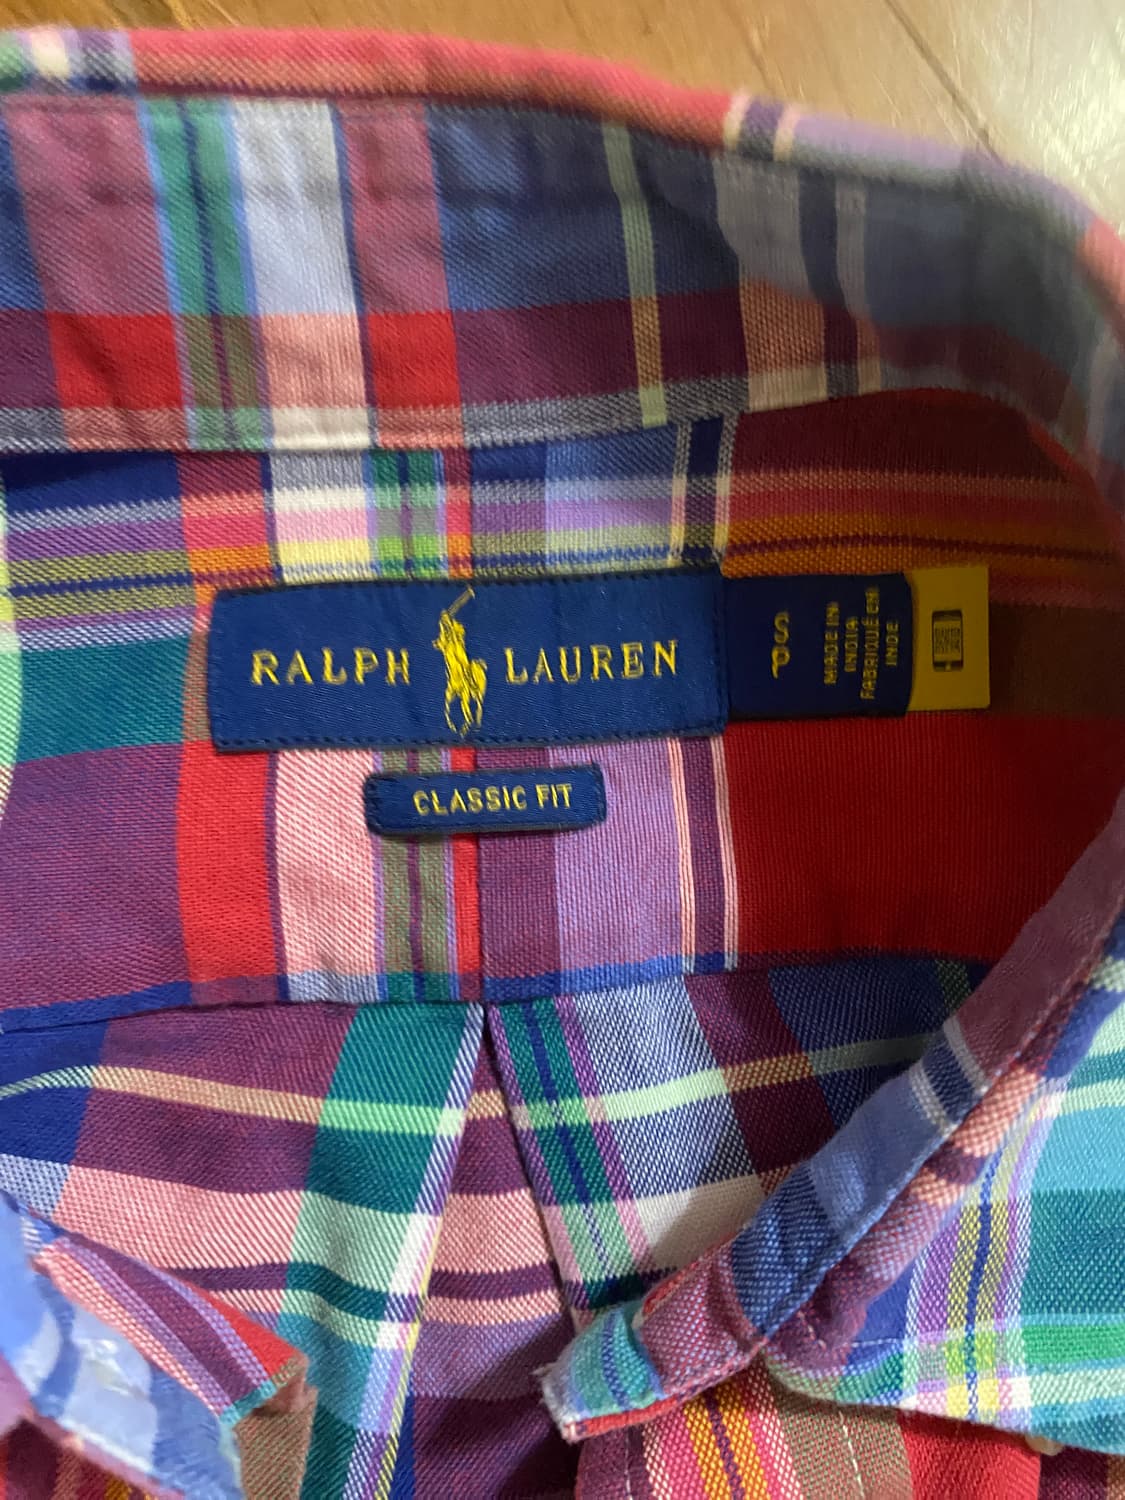 RALPH LAUREN
CLASSIC FIT
S
P
MADE IN
INDIA
FABRIQUÉ EN
INDE